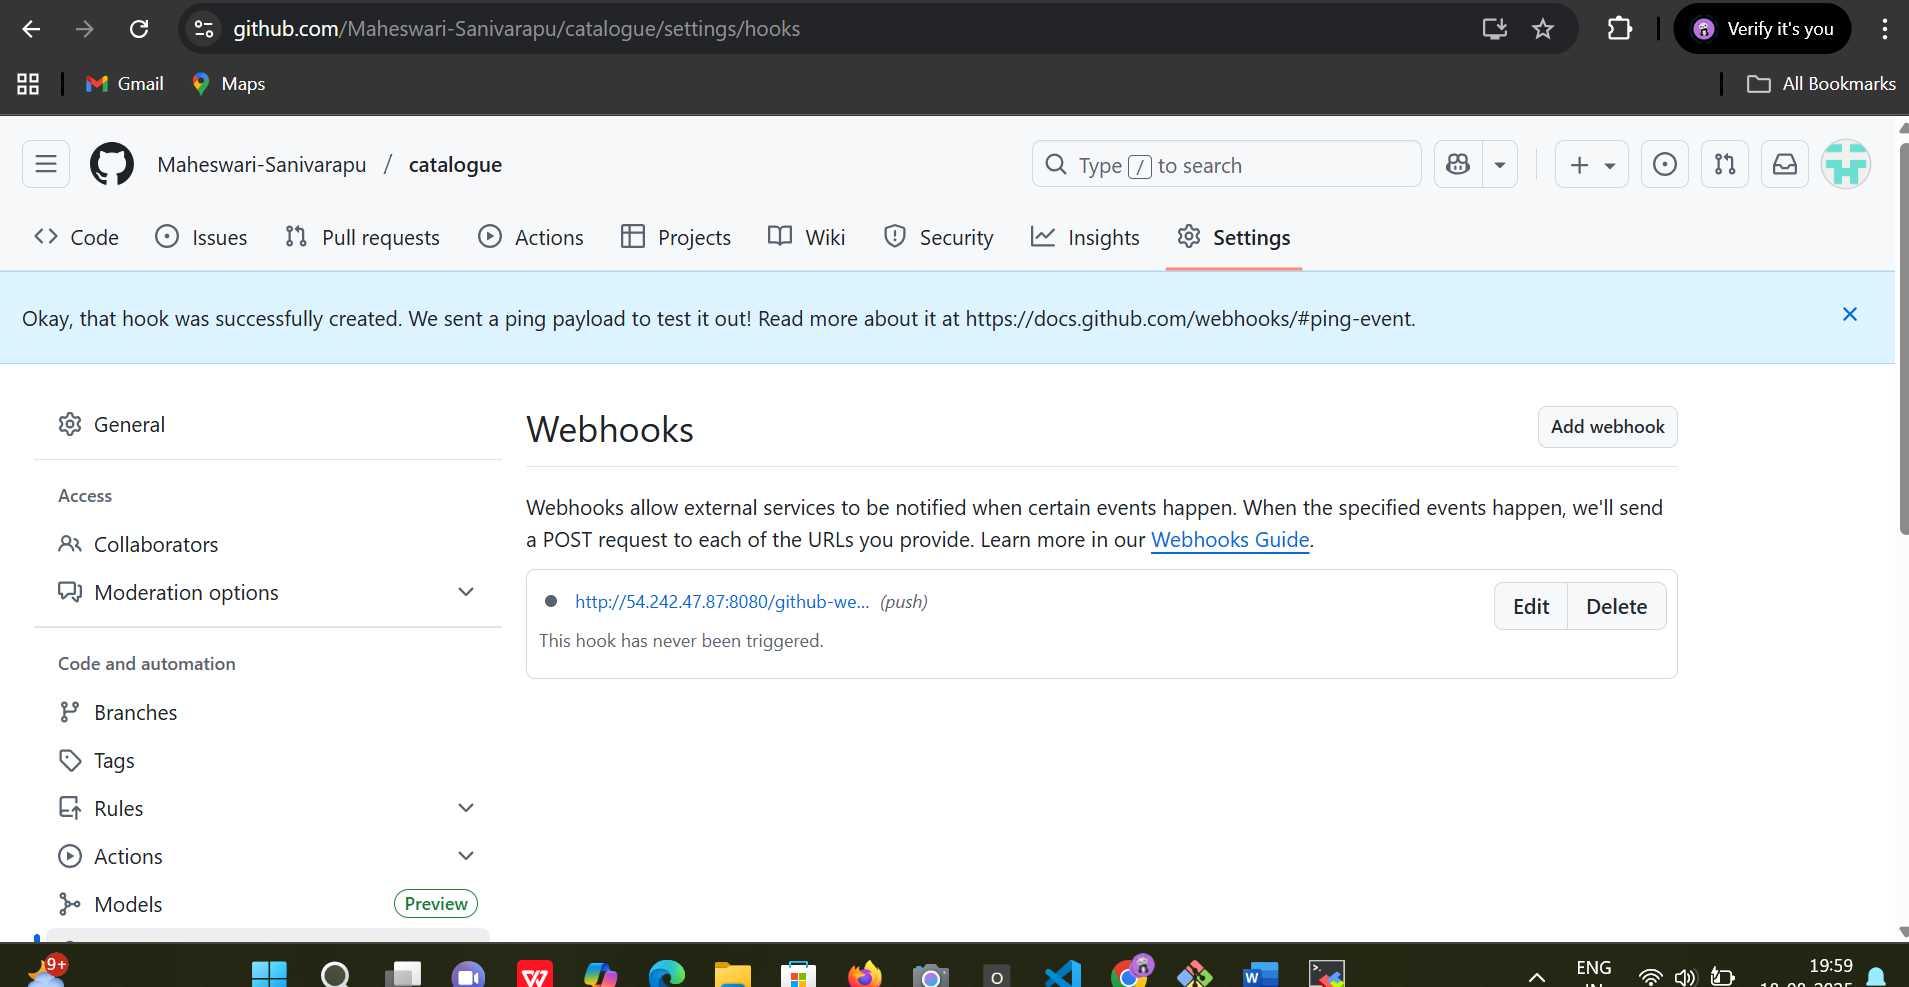 github.com/Maheswari-Sanivarapu/catalogue/settings/hooks
Verify it's you
Gmail
Maps
All Bookmarks
Maheswari-Sanivarapu / catalogue
Type / to search
Code
Issues
Pull requests
Actions
Projects
Wiki
Security
Insights
Settings
Okay, that hook was successfully created. We sent a ping payload to test it out! Read more about it at https://docs.github.com/webhooks/#ping-event.
General
Access
Collaborators
Moderation options
Code and automation
Branches
Tags
Rules
Actions
Models Preview
Webhooks
Add webhook
Webhooks allow external services to be notified when certain events happen. When the specified events happen, we'll send
a POST request to each of the URLs you provide. Learn more in our Webhooks Guide.
http://54.242.47.87:8080/github-we... (push)
Edit
Delete
This hook has never been triggered.
9+
ENG
19:59